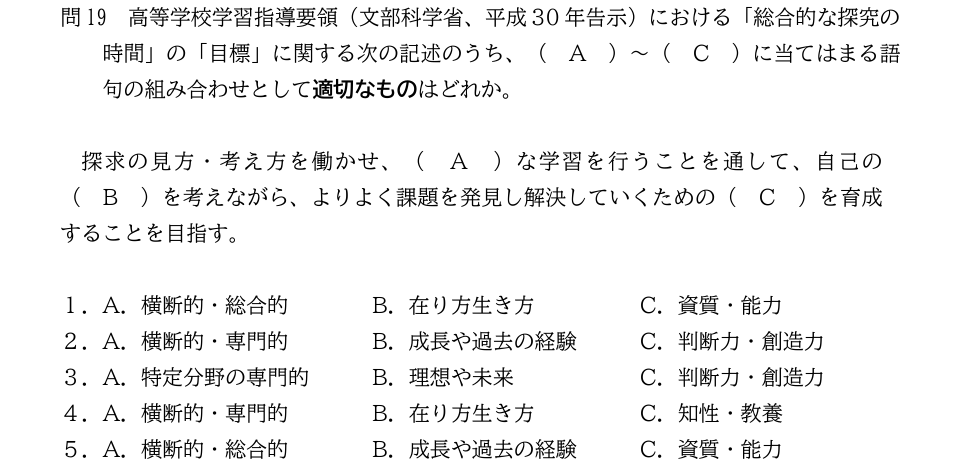 問19　高等学校学習指導要領（文部科学省、平成30年告示）における「総合的な探究の
時間」の「目標」に関する次の記述のうち、（　A　）～（　C　）に当てはまる語
句の組み合わせとして適切なものはどれか。
探求の見方・考え方を働かせ、（　A　）な学習を行うことを通して、自己の
（　B　）を考えながら、よりよく課題を発見し解決していくための（　C　）を育成
することを目指す。
１．A．横断的・総合的　B．在り方生き方　C．資質・能力
２．A．横断的・専門的　B．成長や過去の経験　C．判断力・創造力
３．A．特定分野の専門的　B．理想や未来　C．判断力・創造力
４．A．横断的・専門的　B．在り方生き方　C．知性・教養
５．A．横断的・総合的　B．成長や過去の経験　C．資質・能力